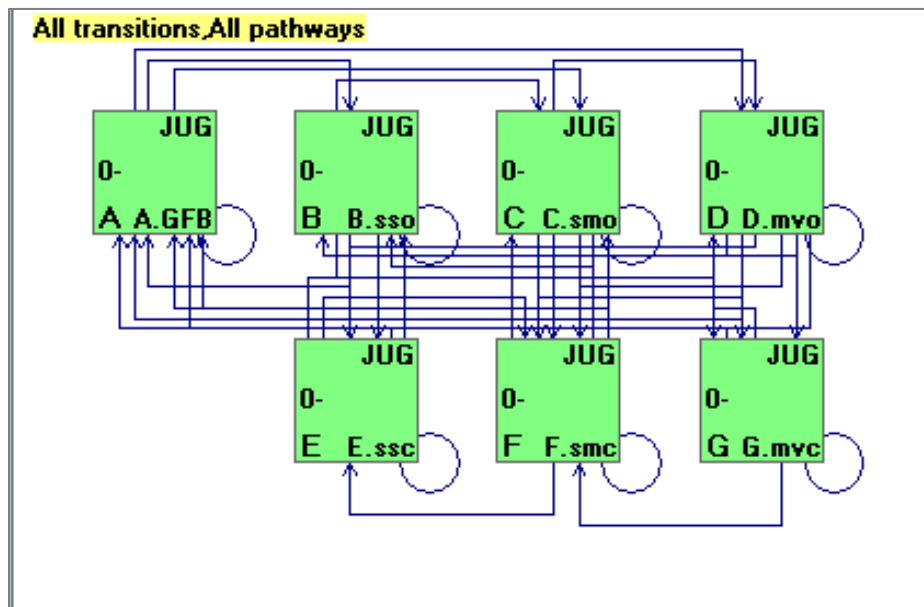 All transitions,All pathways
JUG JUG JUG JUG
0- 0- 0- 0-
A A.GFB B B.sso C C.smo D D.mvo
JUG JUG JUG
0- 0- 0-
E E.ssc F F.smc G G.mvc